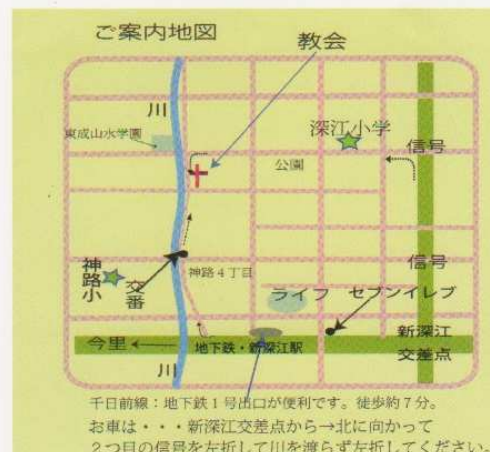 ご案内地図
教会
川
東成山水学園
深江小学
信号
公園
神路小
交番
神路４丁目
信号
ライフ
セブンイレブ
今里
地下鉄・新深江駅
新深江
交差点
川
千日前線：地下鉄１号出口が便利です。徒歩約７分。
お車は・・・新深江交差点から→北に向かって
２つ目の信号を左折して川を渡らず左折してください。